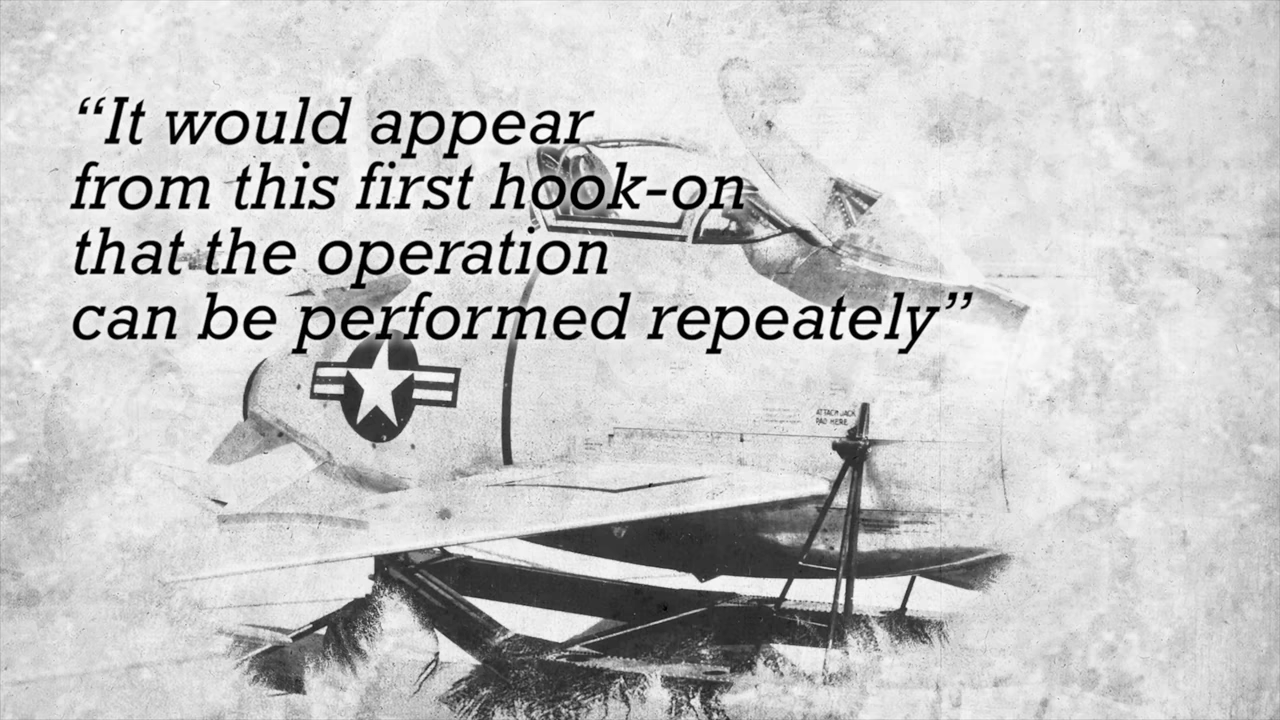 “It would appear
from this first hook-on
that the operation
can be performed repeately”
ATTACH JACK
PAD HERE